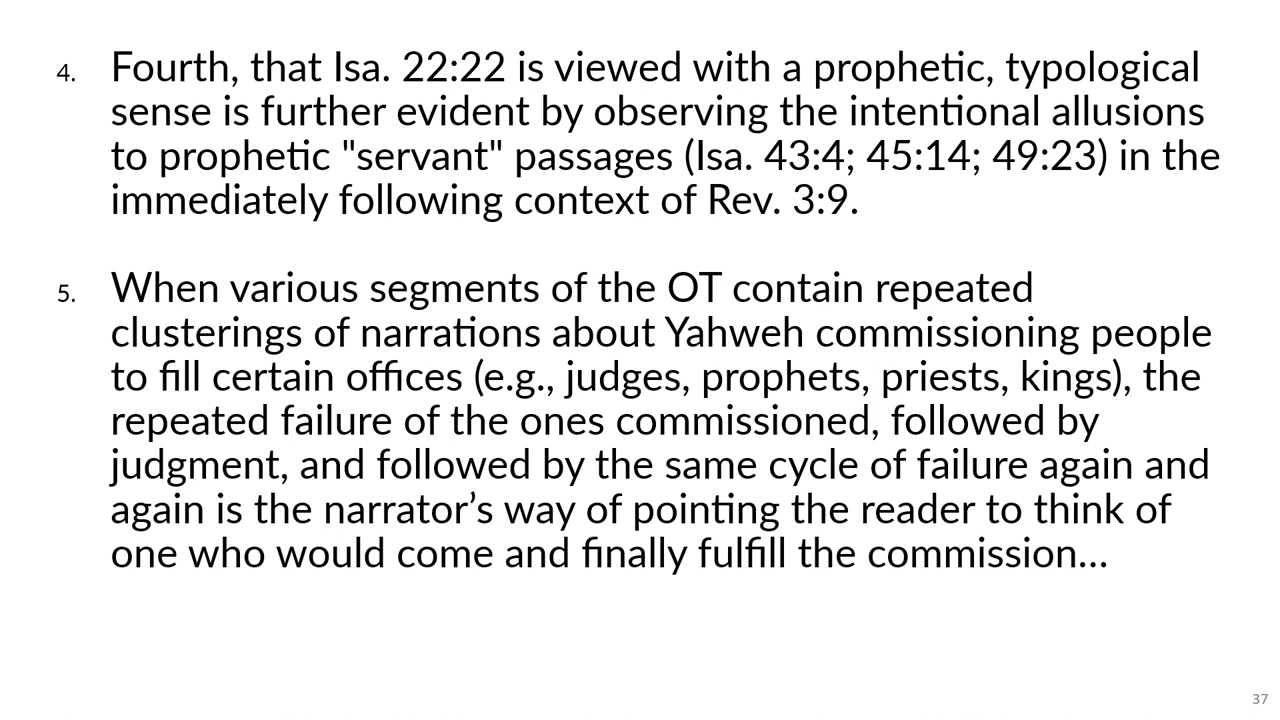 4. Fourth, that Isa. 22:22 is viewed with a prophetic, typological
sense is further evident by observing the intentional allusions
to prophetic "servant" passages (Isa. 43:4; 45:14; 49:23) in the
immediately following context of Rev. 3:9.
5. When various segments of the OT contain repeated
clusterings of narrations about Yahweh commissioning people
to fill certain offices (e.g., judges, prophets, priests, kings), the
repeated failure of the ones commissioned, followed by
judgment, and followed by the same cycle of failure again and
again is the narrator’s way of pointing the reader to think of
one who would come and finally fulfill the commission…
37